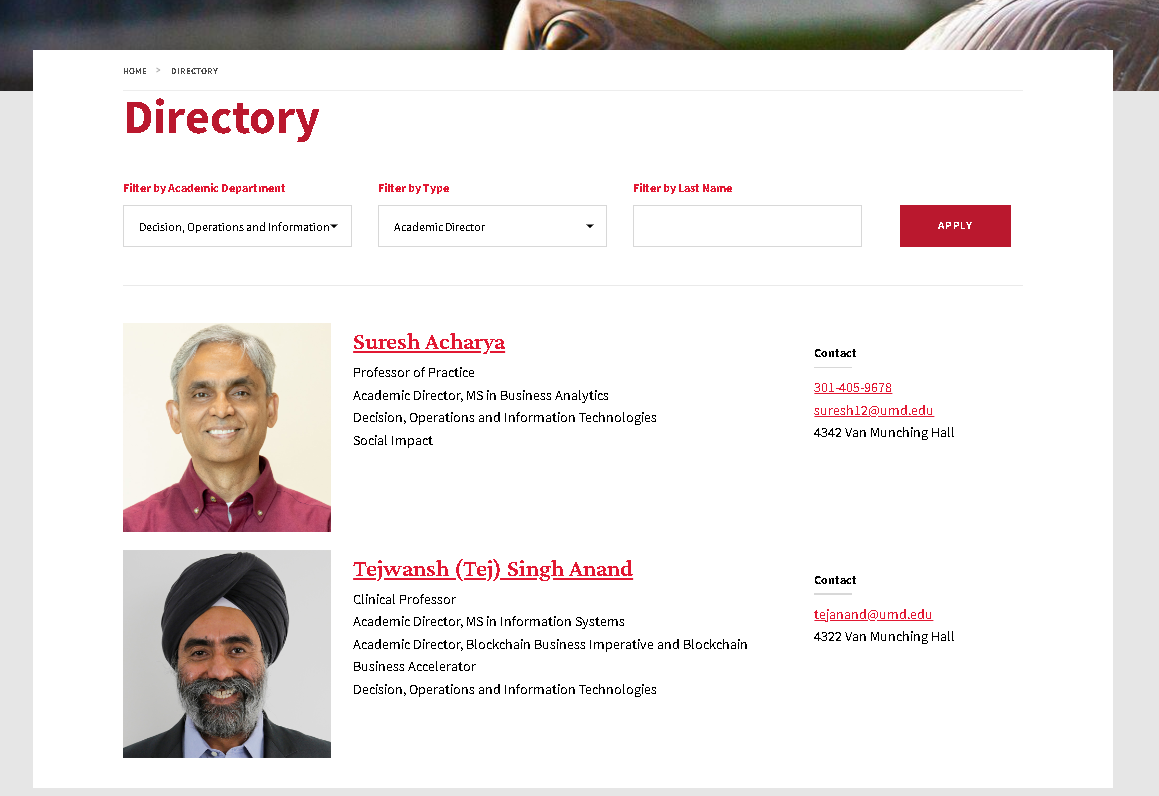 HOME > DIRECTORY
Directory
Filter by Academic Department
Filter by Type
Filter by Last Name
Decision, Operations and Information
Academic Director
APPLY
Suresh Acharya
Professor of Practice
Academic Director, MS in Business Analytics
Decision, Operations and Information Technologies
Social Impact
Contact
301-405-9678
suresh12@umd.edu
4342 Van Munching Hall
Tejwansh (Tej) Singh Anand
Clinical Professor
Academic Director, MS in Information Systems
Academic Director, Blockchain Business Imperative and Blockchain
Business Accelerator
Decision, Operations and Information Technologies
Contact
tejanand@umd.edu
4322 Van Munching Hall